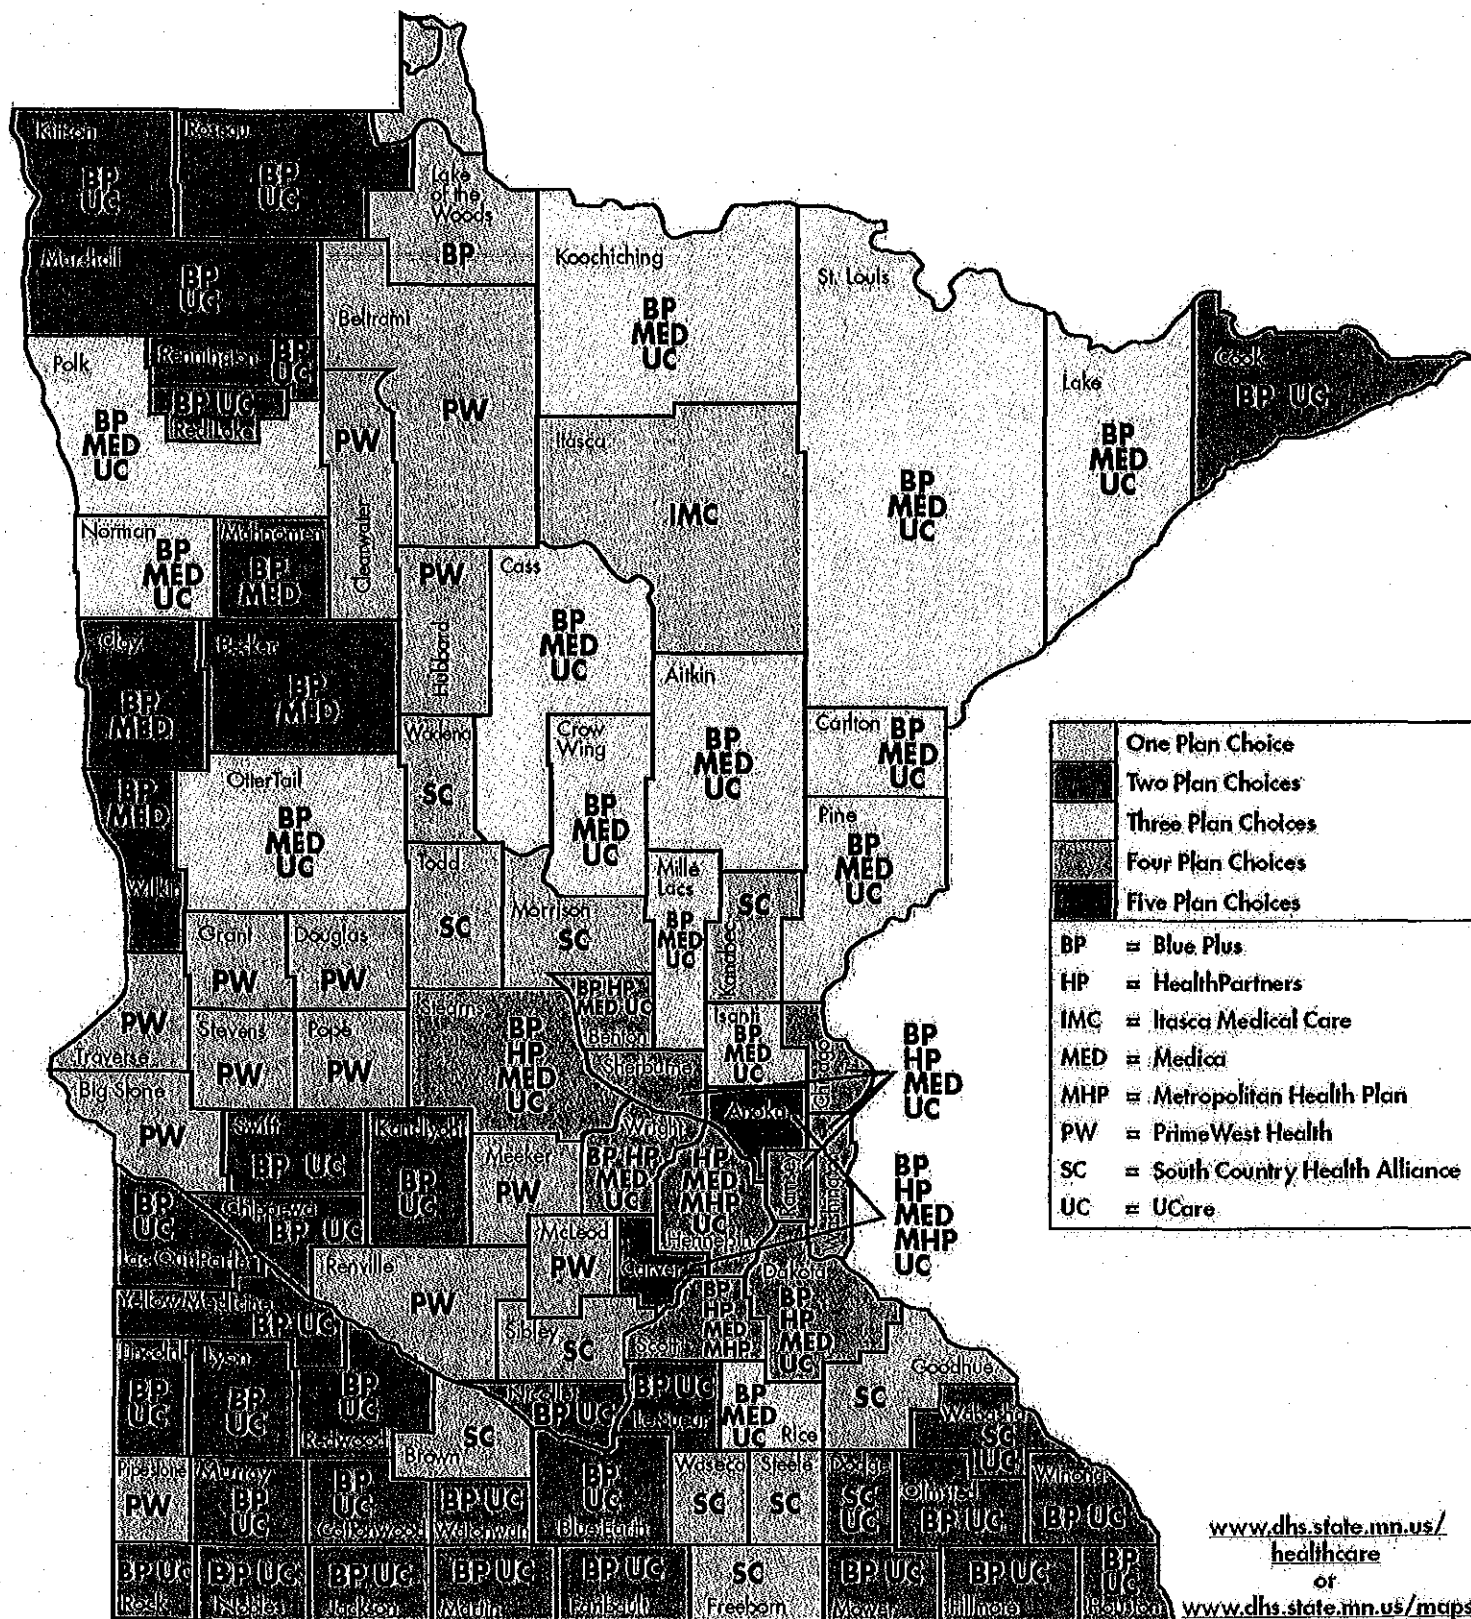 Kittson
BP
UC
Roseau
BP
UC
Lake
of the
Woods
BP
Marshall
BP
UC
Beltrami
PW
Koochiching
BP
MED
UC
St. Louis
BP
MED
UC
Lake
BP
MED
UC
Cook
BP UC
Polk
BP
MED
UC
Pennington
BP
UC
BP UC
Red Lake
PW
Clearwater
Itasca
IMC
Norman
BP
MED
UC
Mahnomen
BP
MED
PW
Hubbard
Cass
BP
MED
UC
Clay
BP
MED
Becker
BP
MED
Aitkin
BP
MED
UC
Wadena
SC
Crow
Wing
BP
MED
UC
Carlton
BP
MED
UC
OtterTail
BP
MED
UC
BP
MED
Wilkin
Pine
BP
MED
UC
Todd
SC
Morrison
SC
Mille
Lacs
BP
MED
UC
SC
Kanabec
Grant
PW
Douglas
PW
PW
Traverse
Stevens
PW
Pope
PW
Stearns
BP
HP
MED
UC
BP HP
MED UC
Benton
Sherburne
Isanti
BP
MED
UC
Chisago
BP
HP
MED
UC
Big Stone
PW
Swift
BP UC
Kandiyohi
BP
UC
Meeker
PW
Wright
BP HP
MED
UC
Anoka
HP
MED
MHP
UC
Hennepin
Ramsey
Washington
BP
HP
MED
MHP
UC
BP
UC
Lac Qui Parle
Chippewa
BP UC
Renville
PW
McLeod
PW
Carver
Sibley
SC
Scott
BP
HP
MED
MHP
Dakota
BP
HP
MED
UC
Yellow Medicine
BP UC
Lincoln
BP
UC
Lyon
BP
UC
BP
UC
Redwood
SC
Brown
Nicollet
BP UC
BP UC
Le Sueur
BP
MED
UC
Rice
Goodhue
SC
Wabasha
SC
UC
Pipestone
PW
Murray
BP
UC
BP
UC
Cottonwood
BP UC
Watonwan
BP
UC
Blue Earth
Waseca
SC
Steele
SC
Dodge
SC
UC
Olmsted
BP UC
Winona
BP UC
BP UC
Rock
BP UC
Nobles
BP UC
Jackson
BP UC
Martin
BP UC
Faribault
SC
Freeborn
BP UC
Mower
BP UC
Fillmore
BP
UC
Houston
One Plan Choice
Two Plan Choices
Three Plan Choices
Four Plan Choices
Five Plan Choices
BP = Blue Plus
HP = HealthPartners
IMC = Itasca Medical Care
MED = Medica
MHP = Metropolitan Health Plan
PW = PrimeWest Health
SC = South Country Health Alliance
UC = UCare
www.dhs.state.mn.us/
healthcare
or
www.dhs.state.mn.us/maps